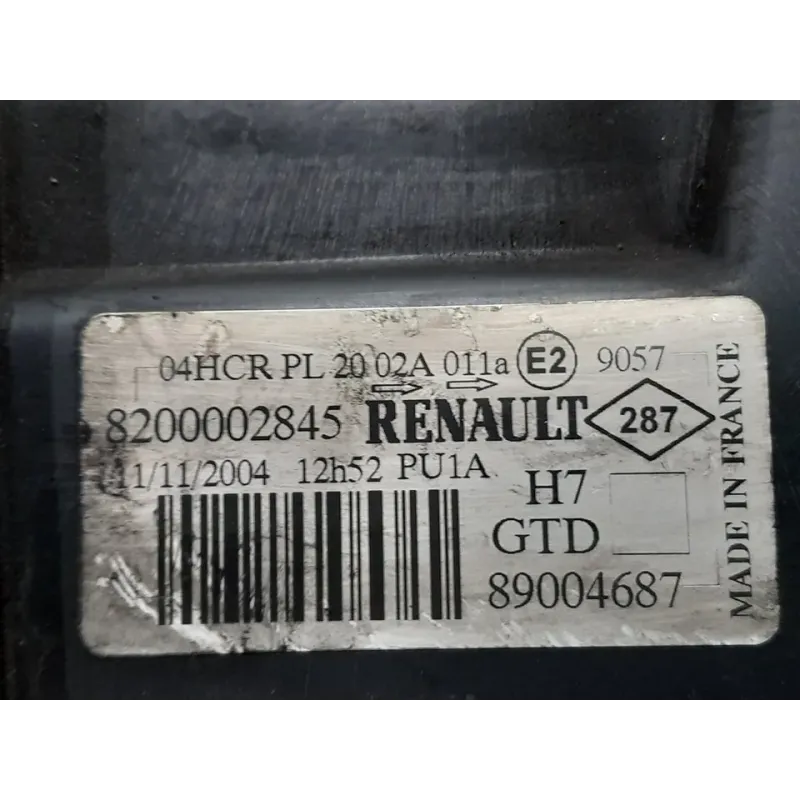 04HCR PL 20 02A 011a E2 9057
8200002845 RENAULT 287
11/11/2004 12h52 PU1A
H7
GTD
89004687
MADE IN FRANCE